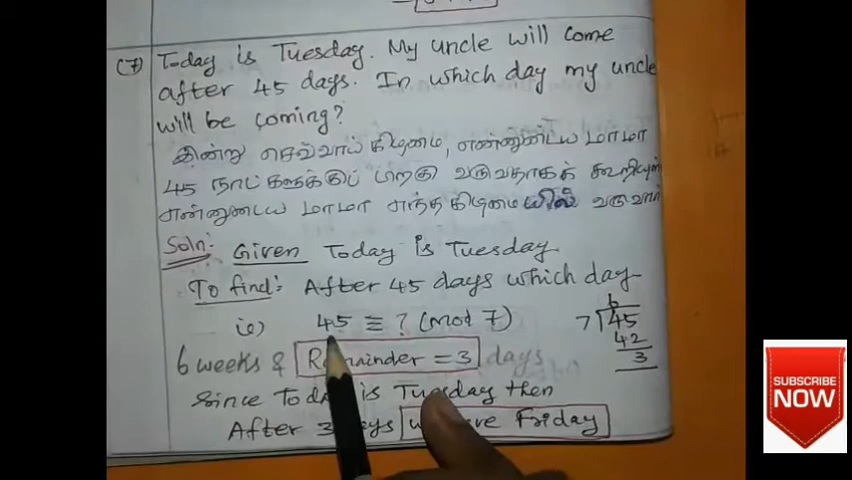 (7) Today is Tuesday. My uncle will come
after 45 days. In which day my uncle
will be coming?
இன்று செவ்வாய் கிழமை, என்னுடைய மாமா
45 நாட்களுக்குப் பிறகு வருவதாகக் கூறியுள்
என்னுடைய மாமா எந்த கிழமையில் வருவார்
Soln: Given Today is Tuesday
To find: After 45 days which day
ie) 45 ≡ ? (mod 7)
6
7 45
42
3
6 weeks & Remainder = 3 days
Since Today is Tuesday then
After 3 days we have Friday
SUBSCRIBE
NOW